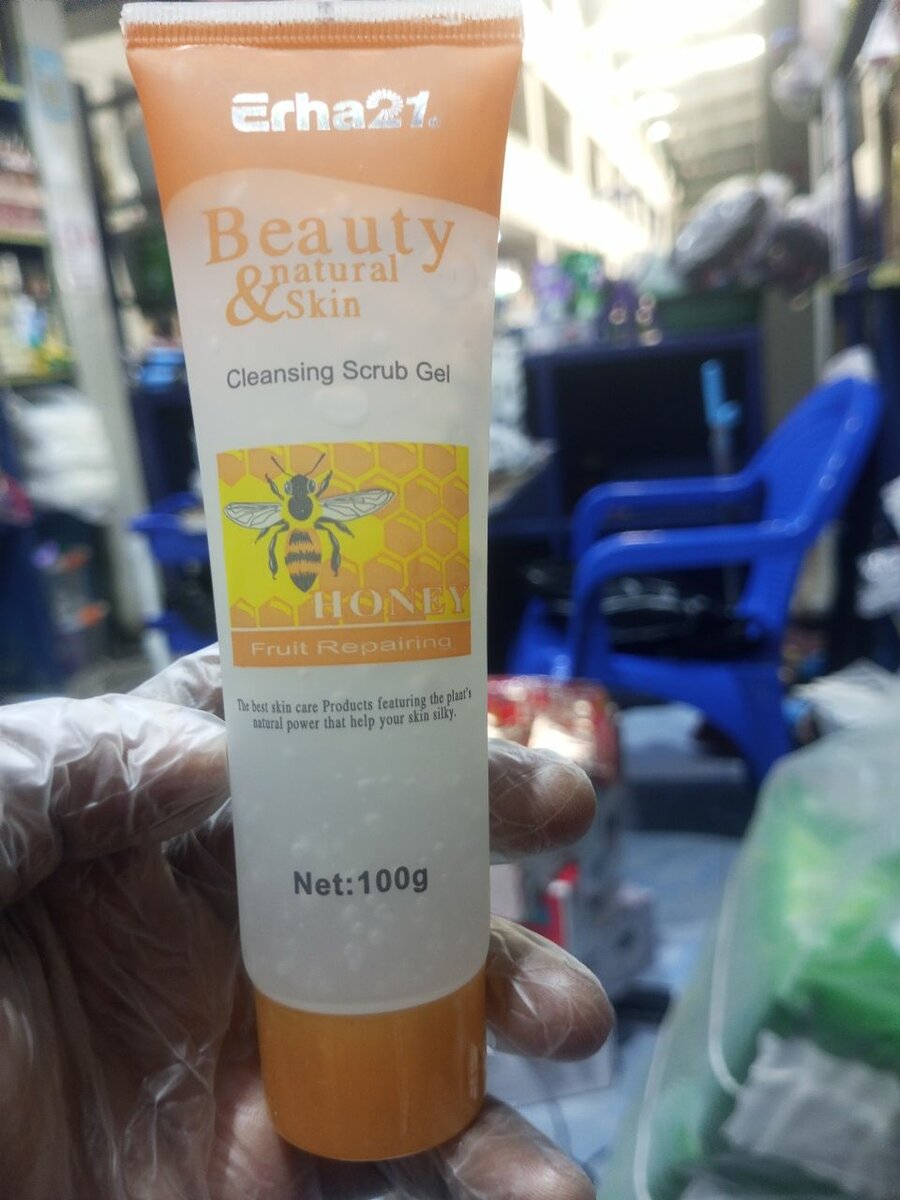 Erha21.
Beauty
& natural
Skin
Cleansing Scrub Gel
HONEY
Fruit Repairing
The best skin care Products featuring the plant's
natural power that help your skin silky.
Net:100g